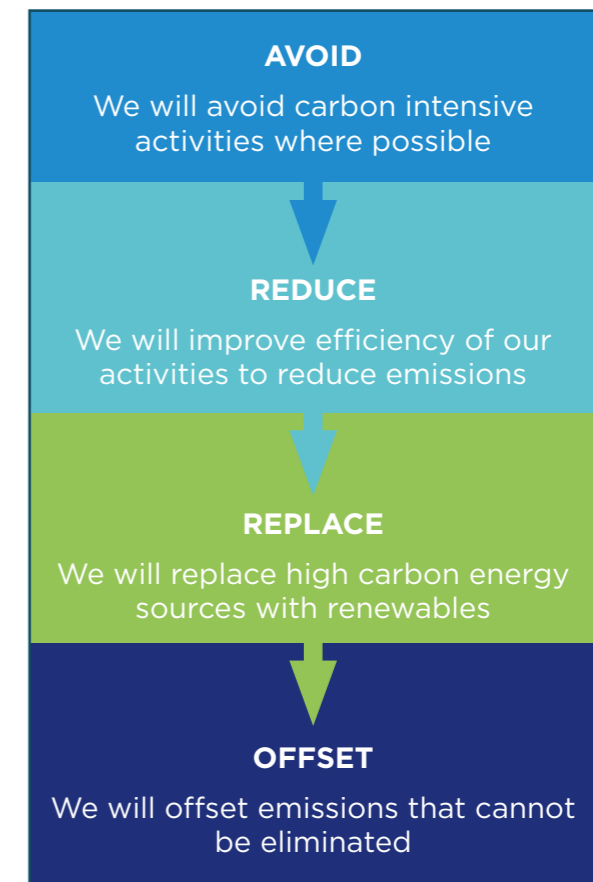 AVOID
We will avoid carbon intensive
activities where possible
REDUCE
We will improve efficiency of our
activities to reduce emissions
REPLACE
We will replace high carbon energy
sources with renewables
OFFSET
We will offset emissions that cannot
be eliminated